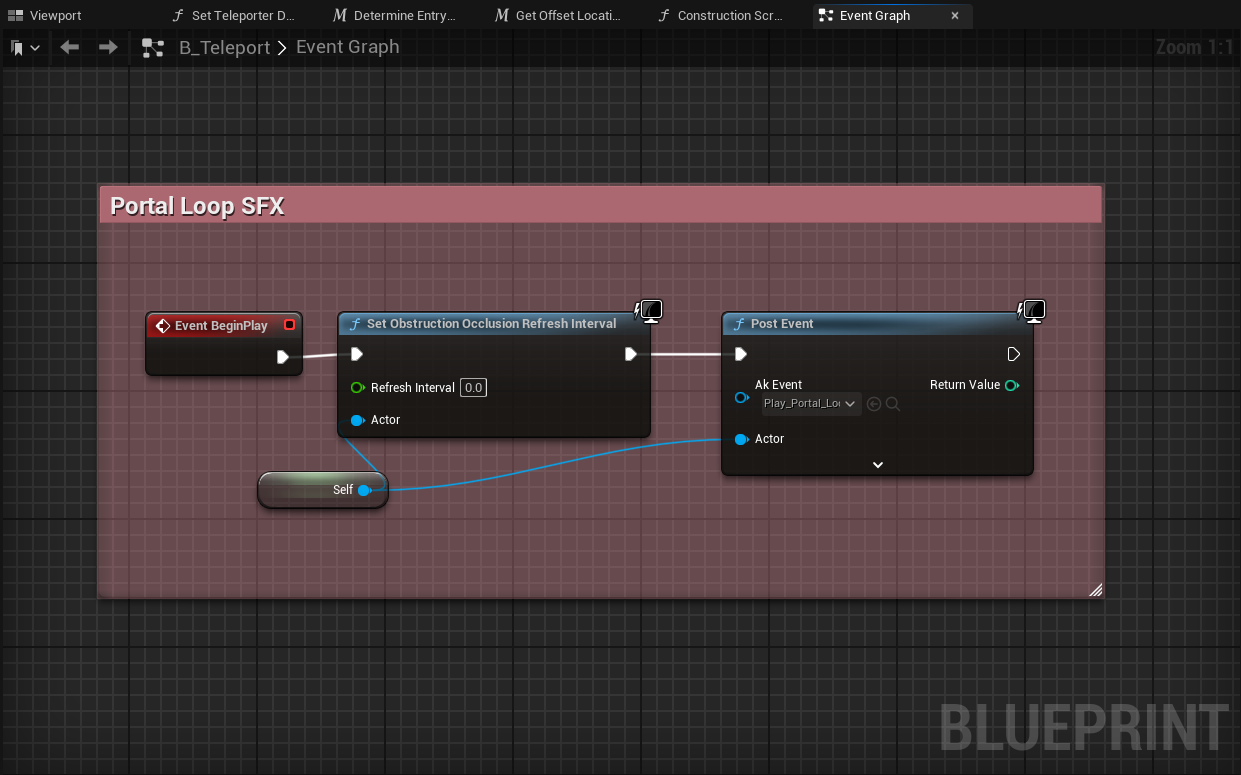 Viewport
Set Teleporter D...
Determine Entry...
Get Offset Locati...
Construction Scr...
Event Graph
B_Teleport > Event Graph
Zoom 1:1
Portal Loop SFX
Event BeginPlay
Set Obstruction Occlusion Refresh Interval
Refresh Interval 0.0
Actor
Self
Post Event
Ak Event
Play_Portal_Loo
Return Value
Actor
BLUEPRINT